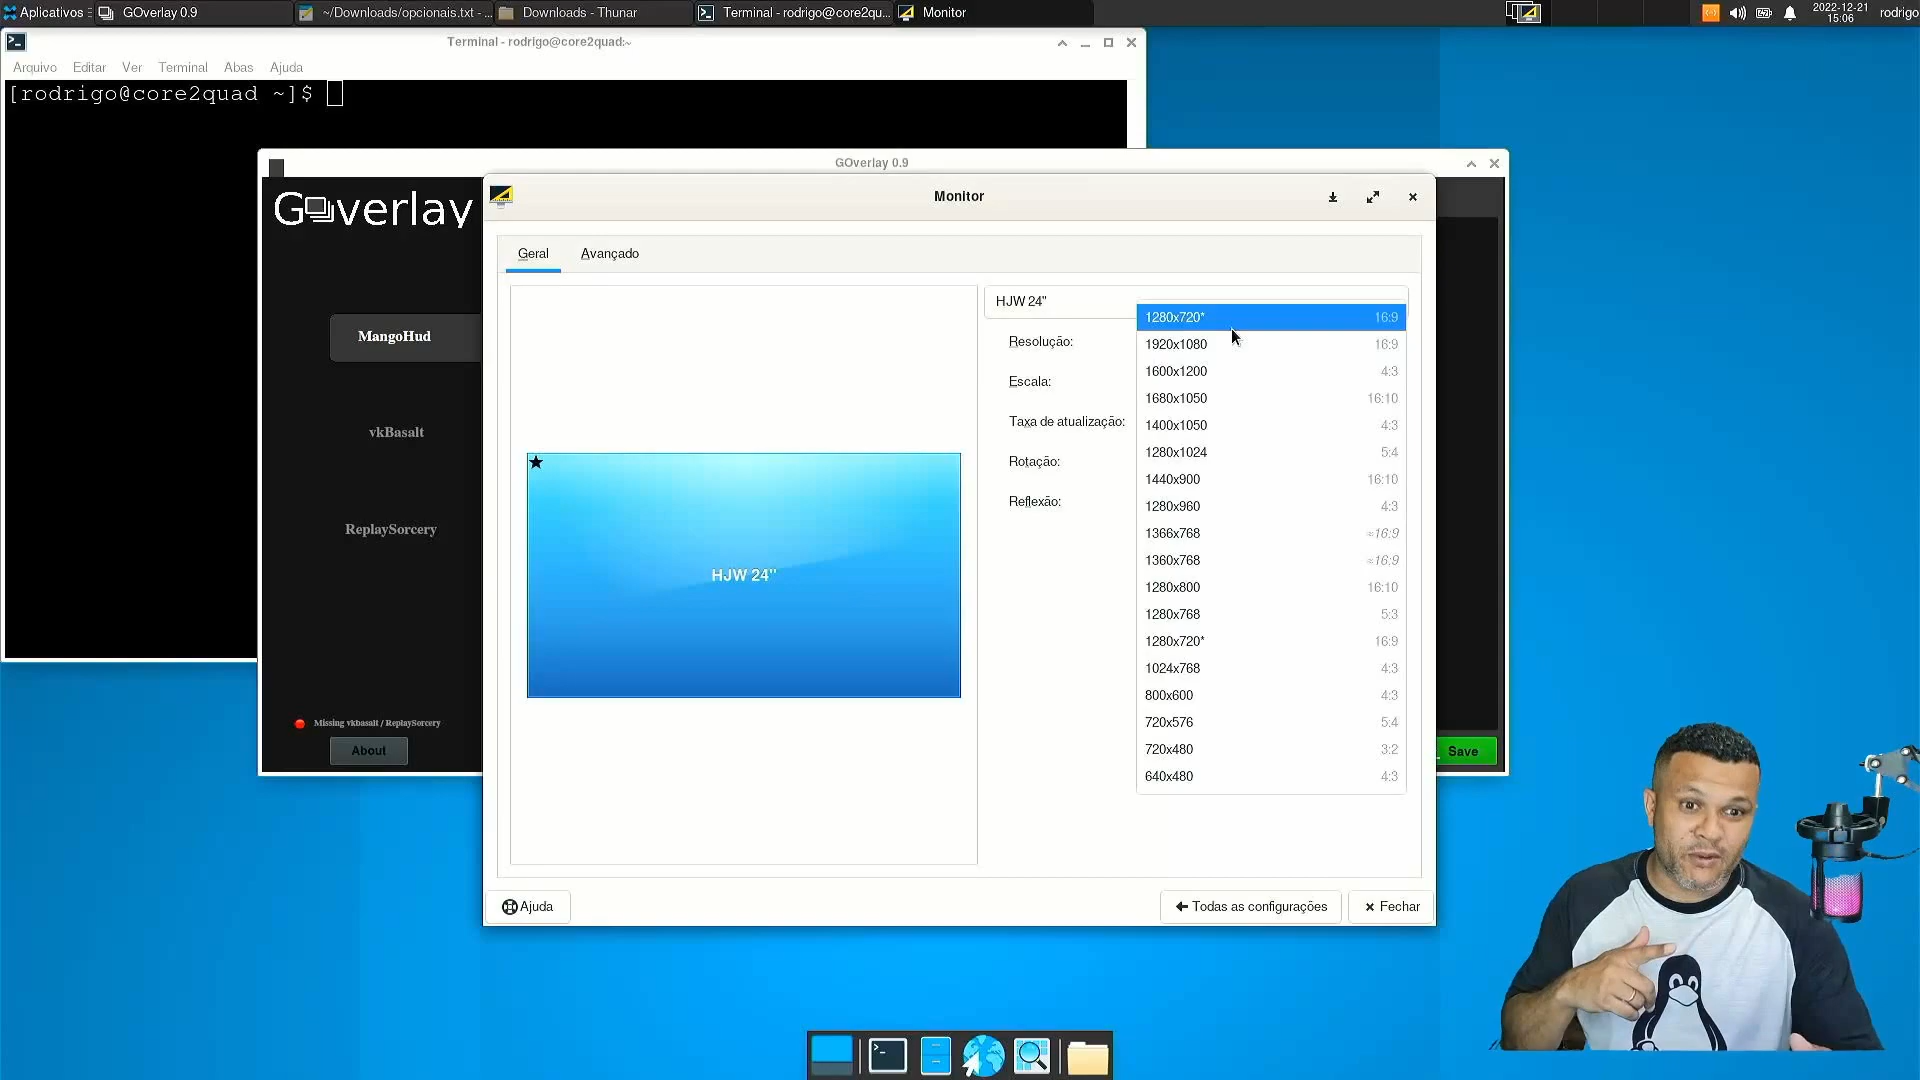 Aplicativos
GOverlay 0.9
~/Downloads/opcionais.txt - ...
Downloads - Thunar
Terminal - rodrigo@core2qu...
Monitor
2022-12-21
15:06
rodrigo
Terminal - rodrigo@core2quad:~
Arquivo Editar Ver Terminal Abas Ajuda
[rodrigo@core2quad ~]$
GOverlay 0.9
Goverlay
MangoHud
vkBasalt
ReplaySorcery
Missing vkbasalt / ReplaySorcery
About
Save
Monitor
Geral Avançado
HJW 24"
HJW 24"
Resolução:
Escala:
Taxa de atualização:
Rotação:
Reflexão:
1280x720* 16:9
1920x1080 16:9
1600x1200 4:3
1680x1050 16:10
1400x1050 4:3
1280x1024 5:4
1440x900 16:10
1280x960 4:3
1366x768 ≈16:9
1360x768 ≈16:9
1280x800 16:10
1280x768 5:3
1280x720* 16:9
1024x768 4:3
800x600 4:3
720x576 5:4
720x480 3:2
640x480 4:3
Ajuda
Todas as configurações
Fechar